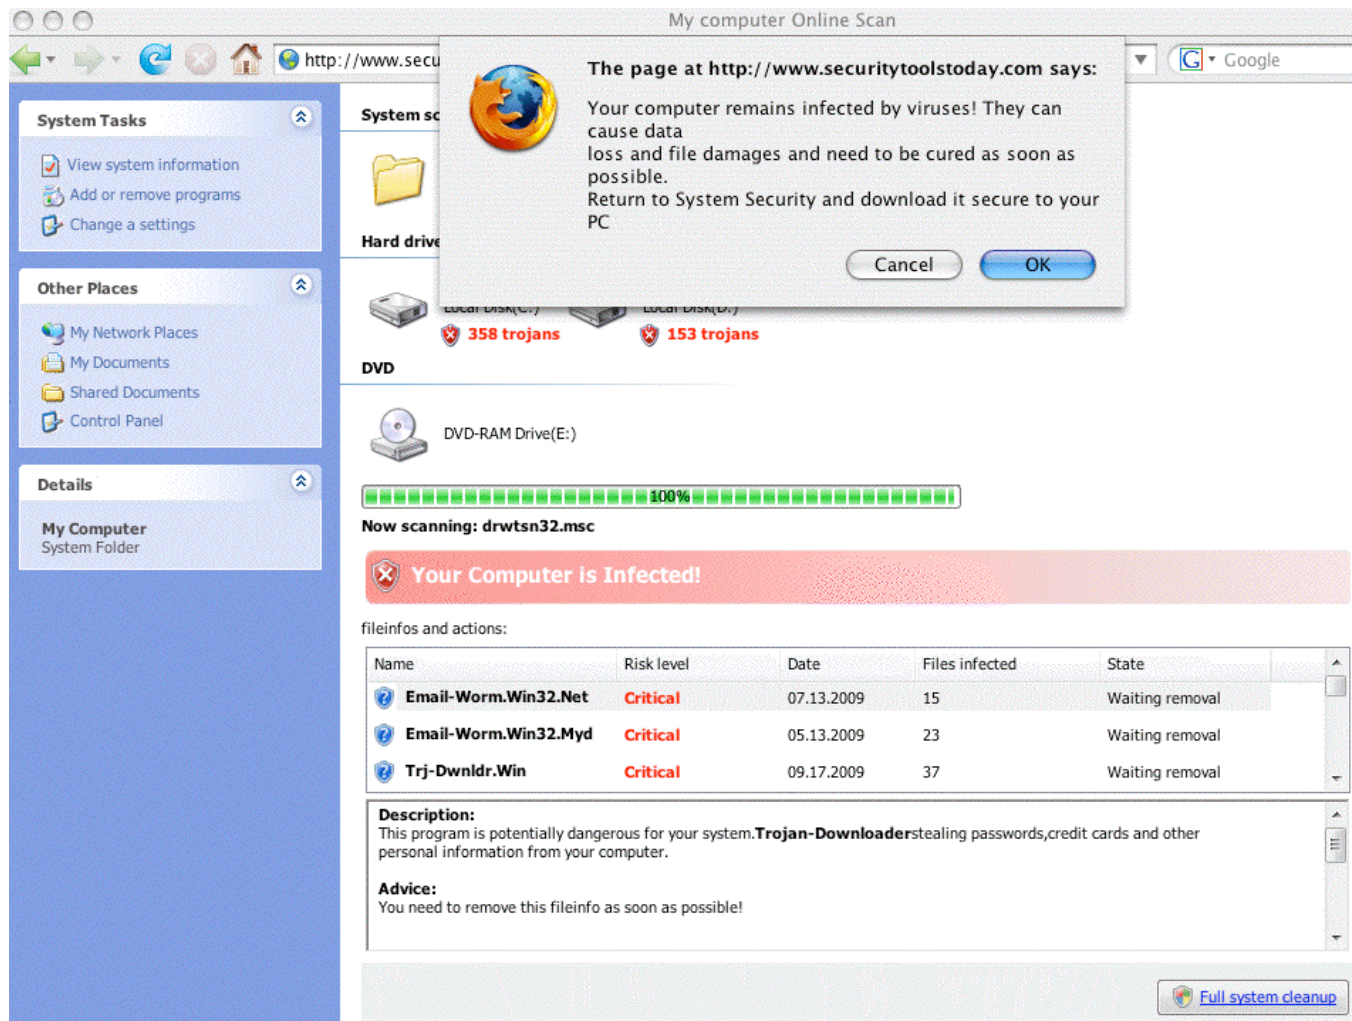 My computer Online Scan
http://www.secu
Google
The page at http://www.securitytoolstoday.com says:
Your computer remains infected by viruses! They can
cause data
loss and file damages and need to be cured as soon as
possible.
Return to System Security and download it secure to your
PC
Cancel
OK
System Tasks
View system information
Add or remove programs
Change a settings
Other Places
My Network Places
My Documents
Shared Documents
Control Panel
Details
My Computer
System Folder
System sc
Hard drive
Local Disk(C:)
Local Disk(D:)
358 trojans
153 trojans
DVD
DVD-RAM Drive(E:)
100%
Now scanning: drwtsn32.msc
Your Computer is Infected!
fileinfos and actions:
Name Risk level Date Files infected State
Email-Worm.Win32.Net Critical 07.13.2009 15 Waiting removal
Email-Worm.Win32.Myd Critical 05.13.2009 23 Waiting removal
Trj-Dwnldr.Win Critical 09.17.2009 37 Waiting removal
Description:
This program is potentially dangerous for your system.Trojan-Downloaderstealing passwords,credit cards and other
personal information from your computer.
Advice:
You need to remove this fileinfo as soon as possible!
Full system cleanup